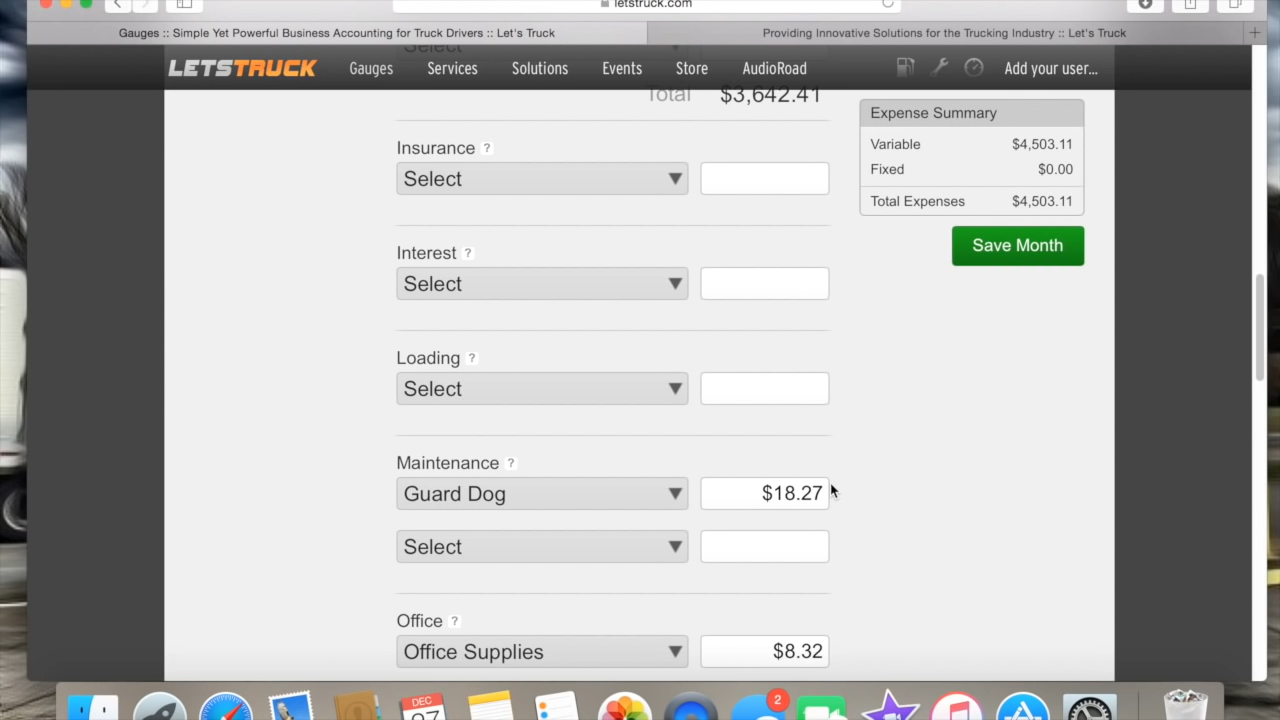 letstruck.com
Gauges :: Simple Yet Powerful Business Accounting for Truck Drivers :: Let's Truck
Providing Innovative Solutions for the Trucking Industry :: Let's Truck
Select
LETSTRUCK Gauges Services Solutions Events Store AudioRoad Add your user...
Total $3,642.41
Expense Summary
Variable $4,503.11
Fixed $0.00
Total Expenses $4,503.11
Save Month
Insurance ?
Select
Interest ?
Select
Loading ?
Select
Maintenance ?
Guard Dog $18.27
Select
Office ?
Office Supplies $8.32
DEC
2